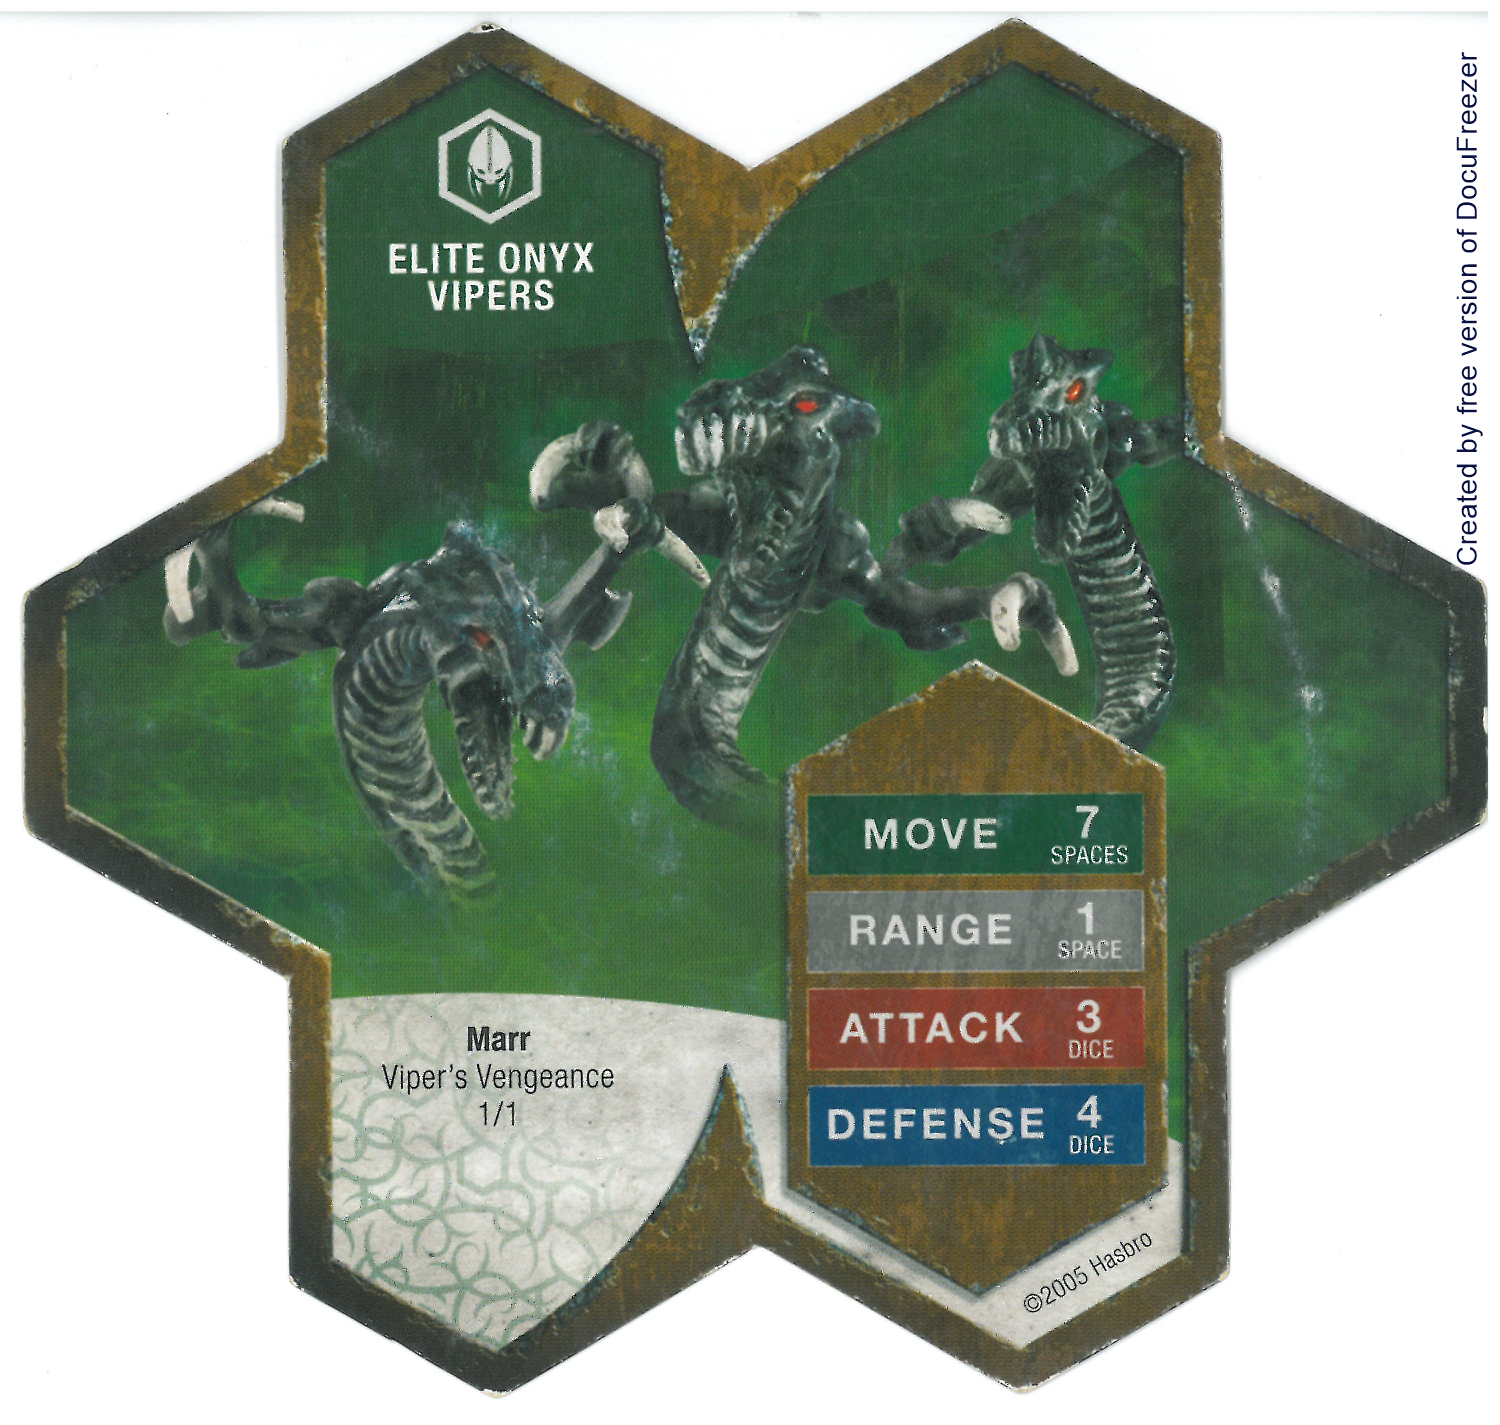 ELITE ONYX
VIPERS
MOVE 7
SPACES
RANGE 1
SPACE
ATTACK 3
DICE
DEFENSE 4
DICE
Marr
Viper's Vengeance
1/1
©2005 Hasbro
Created by free version of DocuFreezer